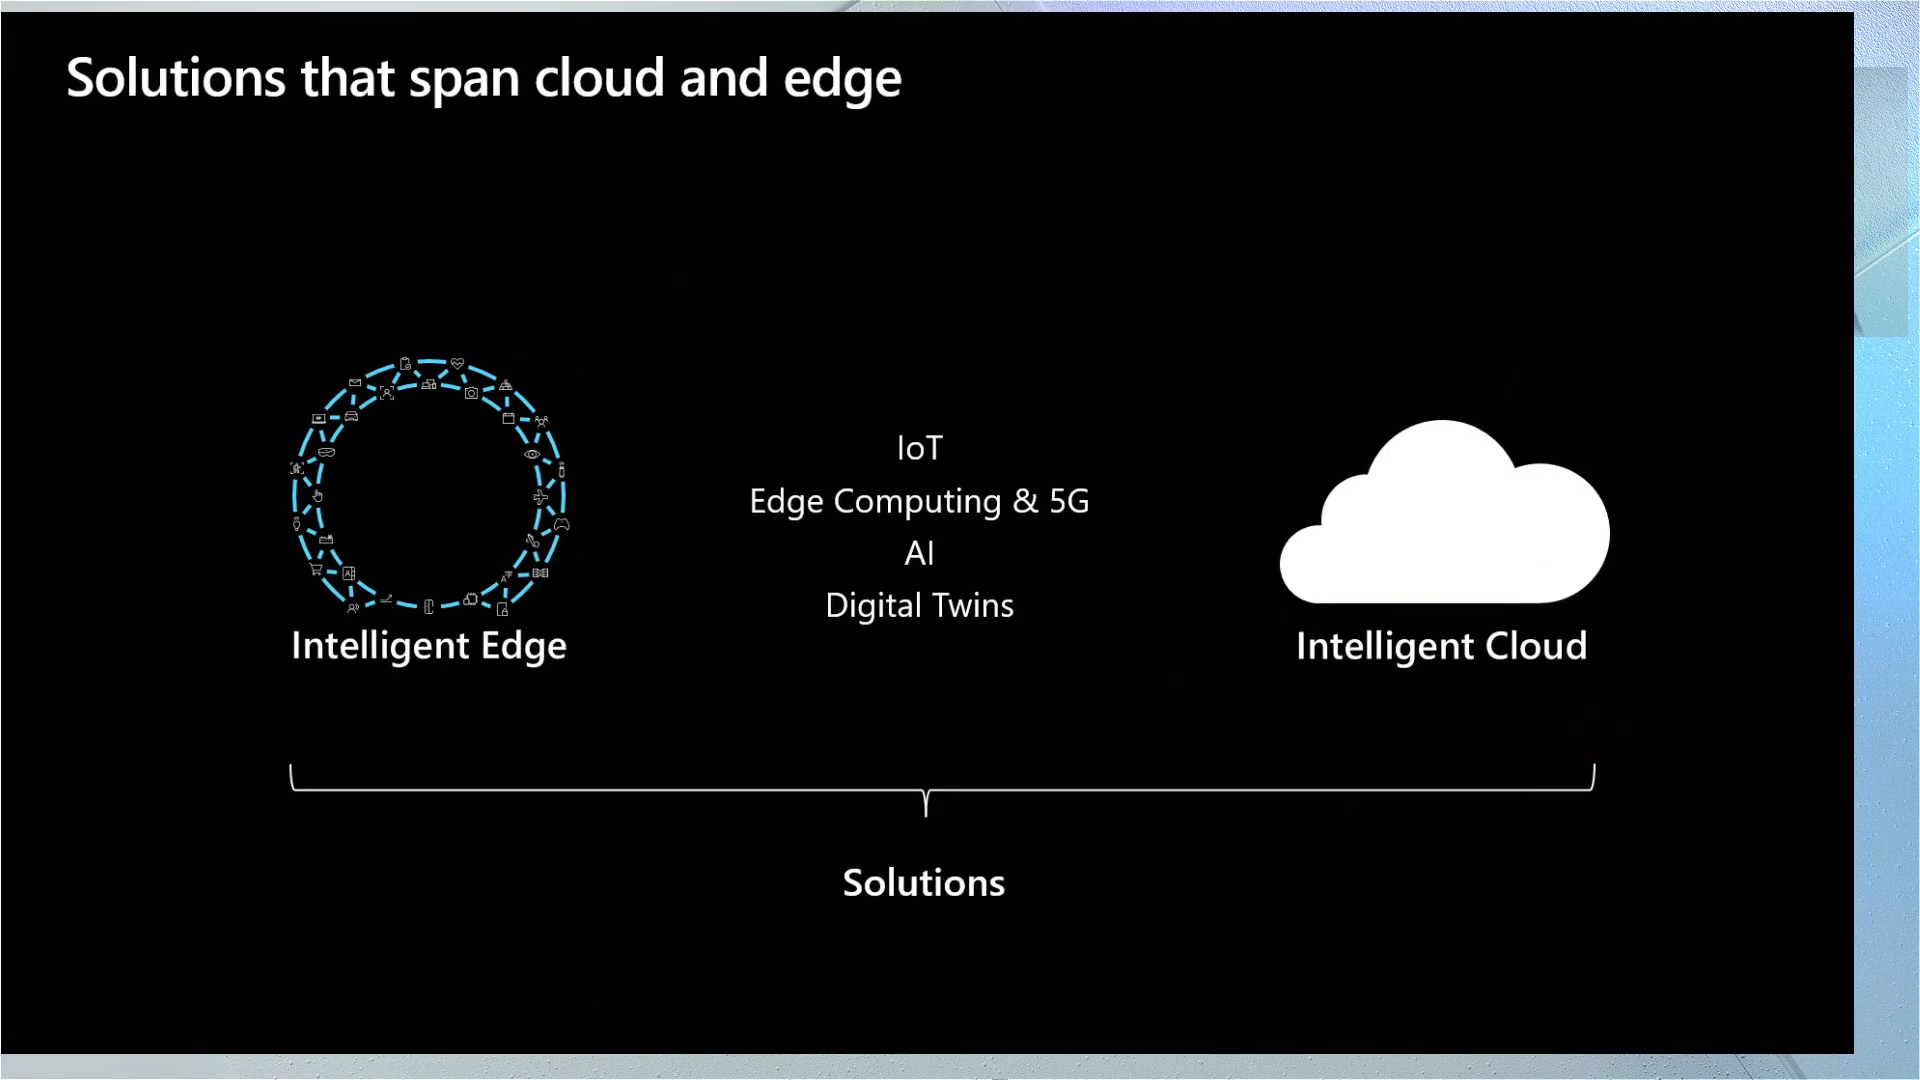 Solutions that span cloud and edge
IoT
Edge Computing & 5G
AI
Digital Twins
Intelligent Edge
Intelligent Cloud
Solutions